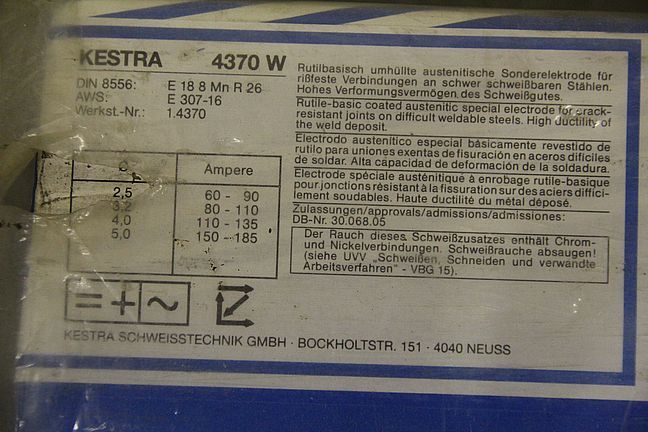 KESTRA 4370 W
DIN 8556: E 18 8 Mn R 26
AWS: E 307-16
Werkst.-Nr.: 1.4370
Rutilbasisch umhüllte austenitische Sonderelektrode für
rißfeste Verbindungen an schwer schweißbaren Stählen.
Hohes Verformungsvermögen des Schweißgutes.
Rutile-basic coated austenitic special electrode for crack-
resistant joints on difficult weldable steels. High ductility of
the weld deposit.
Electrodo austenitico especial básicamente revestido de
rutilo para uniones exentas de fisuración en aceros dificiles
de soldar. Alta capacidad de deformación de la soldadura.
Electrode spéciale austénitique à enrobage rutile-basique
pour jonctions résistant à la fissuration sur des aciers diffici-
lement soudables. Haute ductilité du métal déposé.
Zulassungen/approvals/admissions/admissiones:
DB-Nr. 30.068.05
Der Rauch dieses Schweißzusatzes enthält Chrom-
und Nickelverbindungen. Schweißrauche absaugen!
(siehe UVV „Schweißen, Schneiden und verwandte
Arbeitsverfahren" - VBG 15).
Ampere
2,5 60 - 90
3,2 80 - 110
4,0 110 - 135
5,0 150 - 185
= + ~
KESTRA SCHWEISSTECHNIK GMBH · BOCKHOLTSTR. 151 · 4040 NEUSS